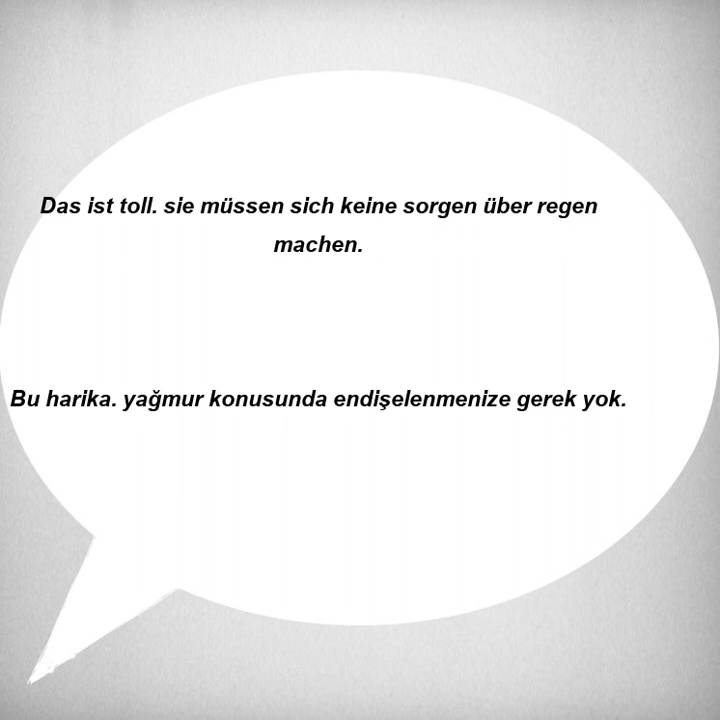 Das ist toll. sie müssen sich keine sorgen über regen
machen.
Bu harika. yağmur konusunda endişelenmenize gerek yok.